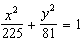 x²/225 + y²/81 = 1